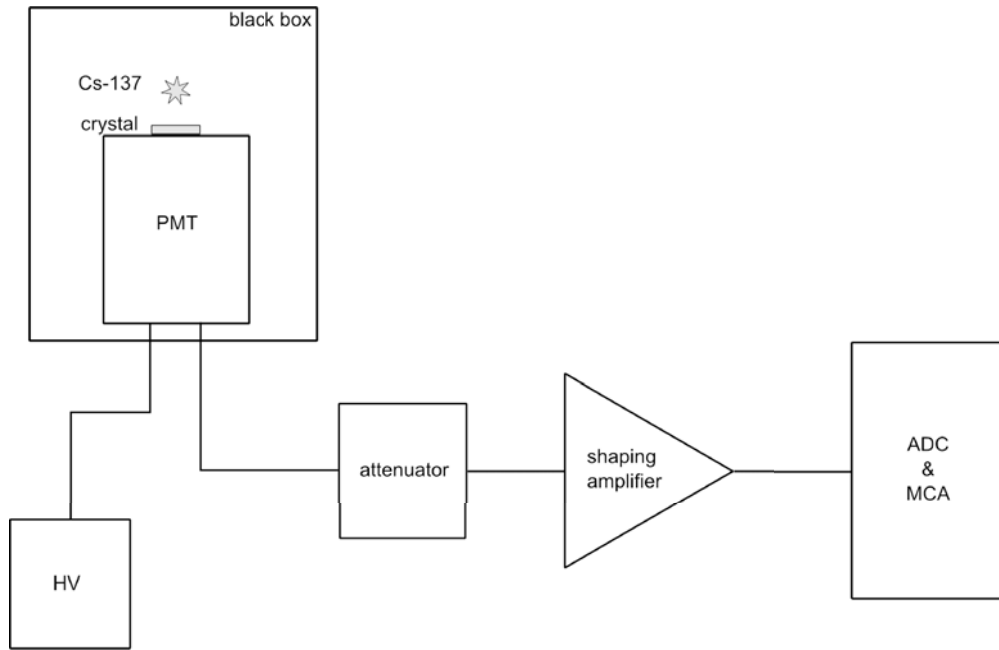 black box
Cs-137
crystal
PMT
attenuator
shaping
amplifier
ADC
&
MCA
HV